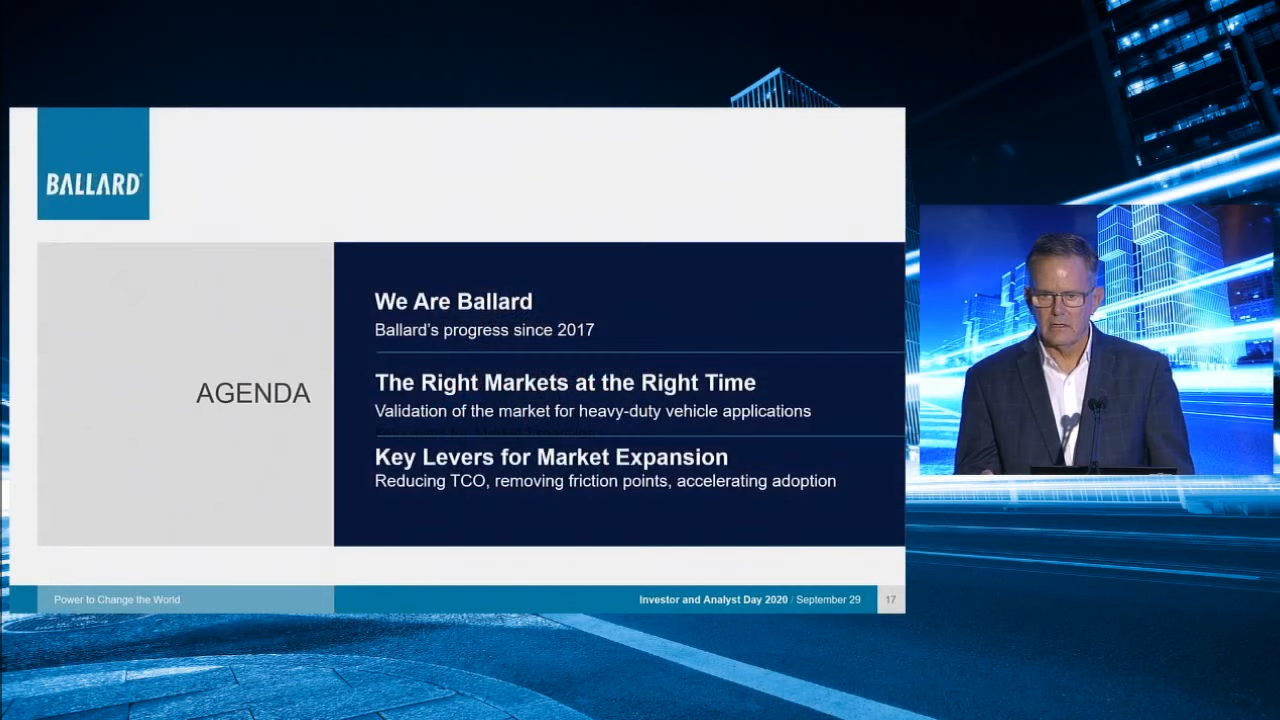 BALLARD
AGENDA
We Are Ballard
Ballard's progress since 2017
The Right Markets at the Right Time
Validation of the market for heavy-duty vehicle applications
Key Levers for Market Expansion
Reducing TCO, removing friction points, accelerating adoption
Power to Change the World
Investor and Analyst Day 2020 / September 29
17